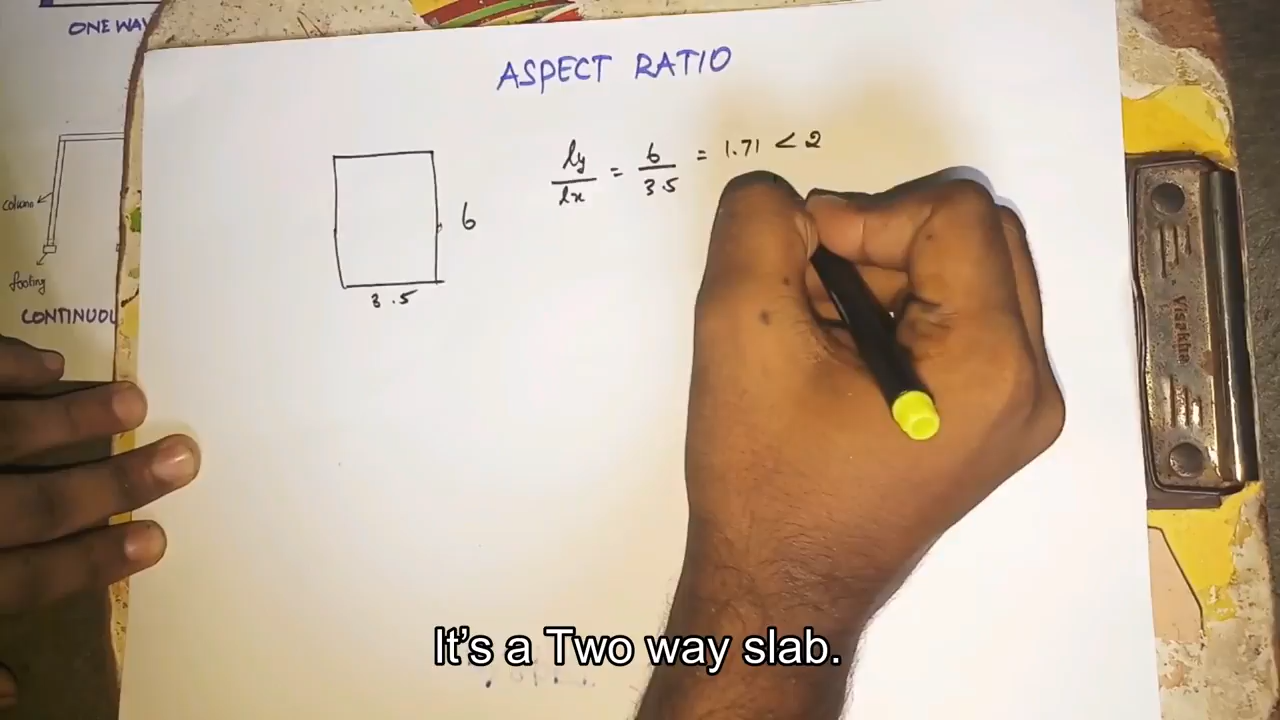 ONE WAY
ASPECT RATIO
ly/lx = 6/3.5 = 1.71 < 2
6
3.5
column
footing
CONTINUOU
Visakha
It's a Two way slab.